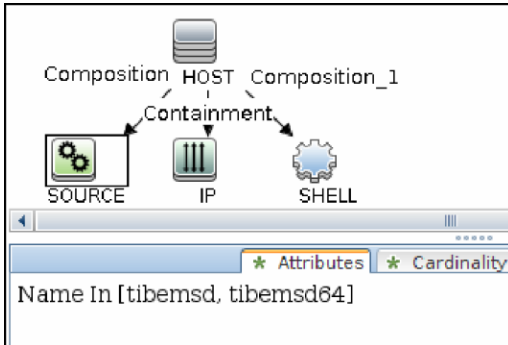 Composition HOST Composition_1
Containment
SOURCE IP SHELL
* Attributes * Cardinality
Name In [tibemsd, tibemsd64]